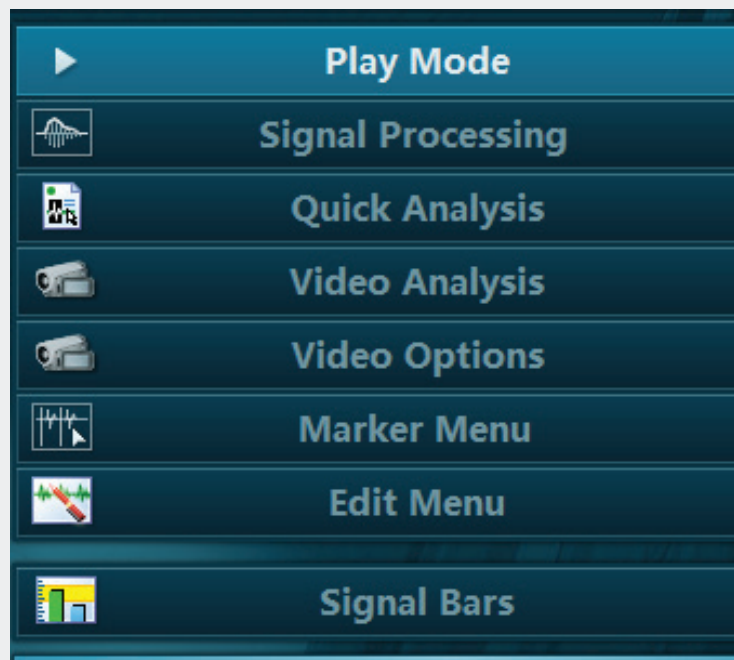 Play Mode
Signal Processing
Quick Analysis
Video Analysis
Video Options
Marker Menu
Edit Menu
Signal Bars